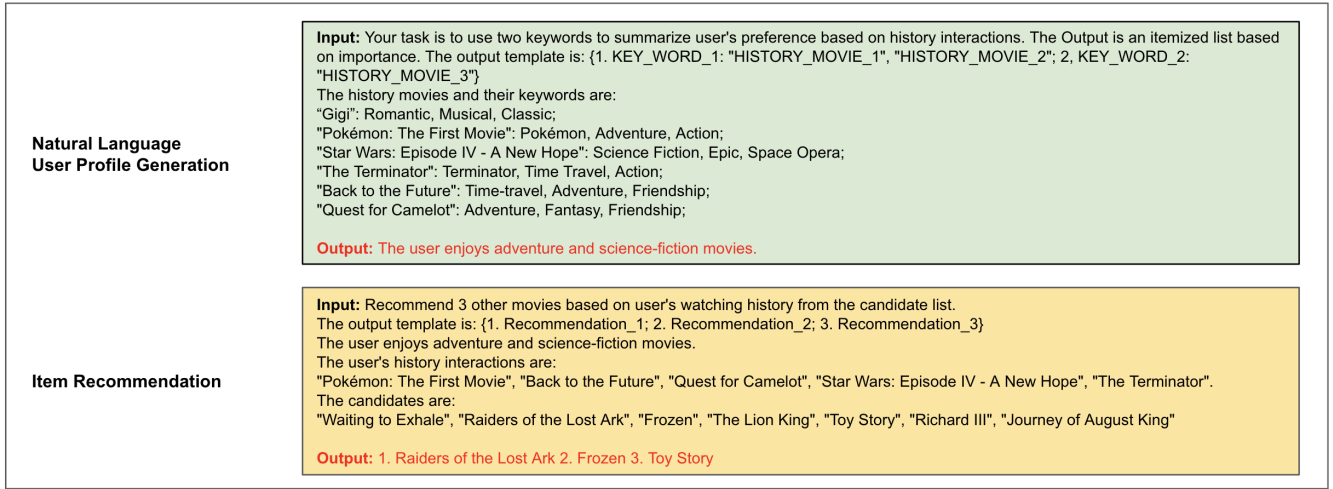 Natural Language
User Profile Generation
Input: Your task is to use two keywords to summarize user's preference based on history interactions. The Output is an itemized list based
on importance. The output template is: {1. KEY_WORD_1: "HISTORY_MOVIE_1", "HISTORY_MOVIE_2"; 2, KEY_WORD_2:
"HISTORY_MOVIE_3"}
The history movies and their keywords are:
“Gigi”: Romantic, Musical, Classic;
"Pokémon: The First Movie": Pokémon, Adventure, Action;
"Star Wars: Episode IV - A New Hope": Science Fiction, Epic, Space Opera;
"The Terminator": Terminator, Time Travel, Action;
"Back to the Future": Time-travel, Adventure, Friendship;
"Quest for Camelot": Adventure, Fantasy, Friendship;
Output: The user enjoys adventure and science-fiction movies.
Item Recommendation
Input: Recommend 3 other movies based on user's watching history from the candidate list.
The output template is: {1. Recommendation_1; 2. Recommendation_2; 3. Recommendation_3}
The user enjoys adventure and science-fiction movies.
The user's history interactions are:
"Pokémon: The First Movie", "Back to the Future", "Quest for Camelot", "Star Wars: Episode IV - A New Hope", "The Terminator".
The candidates are:
"Waiting to Exhale", "Raiders of the Lost Ark", "Frozen", "The Lion King", "Toy Story", "Richard III", "Journey of August King"
Output: 1. Raiders of the Lost Ark 2. Frozen 3. Toy Story